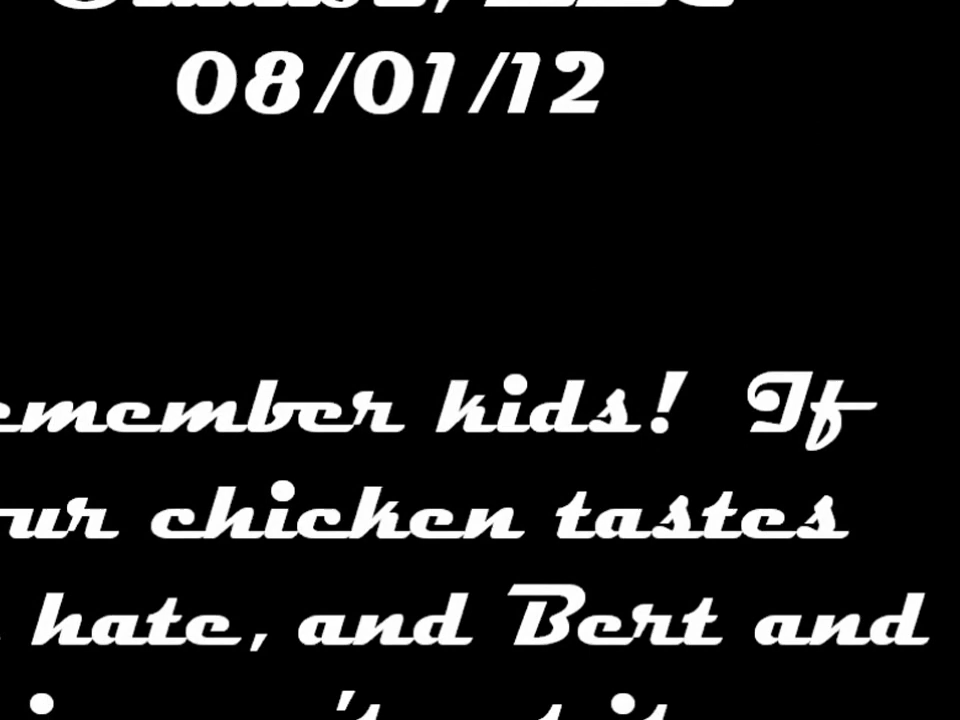 08/01/12
emember kids! If
ur chicken tastes
hate, and Bert and